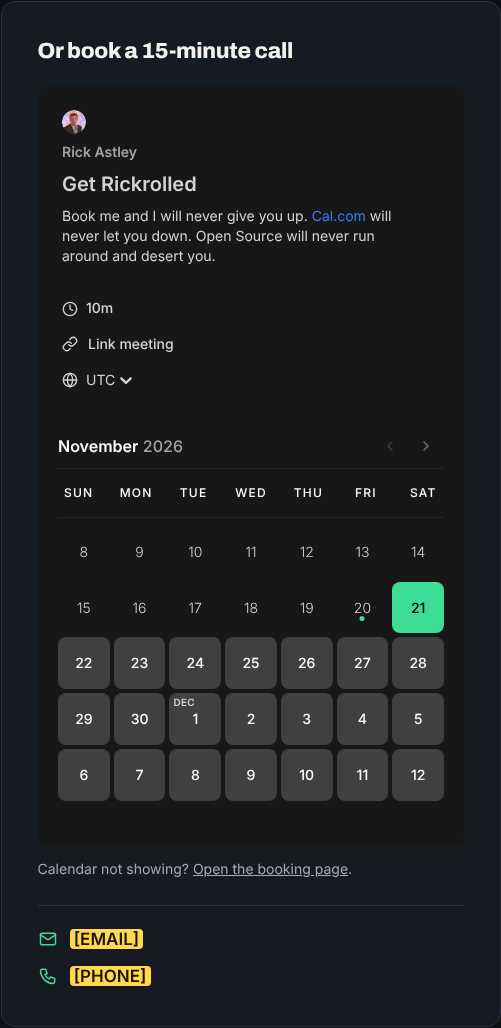 Or book a 15-minute call
Rick Astley
Get Rickrolled
Book me and I will never give you up. Cal.com will
never let you down. Open Source will never run
around and desert you.
10m
Link meeting
UTC
November 2026
SUN MON TUE WED THU FRI SAT
8 9 10 11 12 13 14
15 16 17 18 19 20 21
22 23 24 25 26 27 28
DEC
29 30 1 2 3 4 5
6 7 8 9 10 11 12
Calendar not showing? Open the booking page.
[EMAIL]
[PHONE]